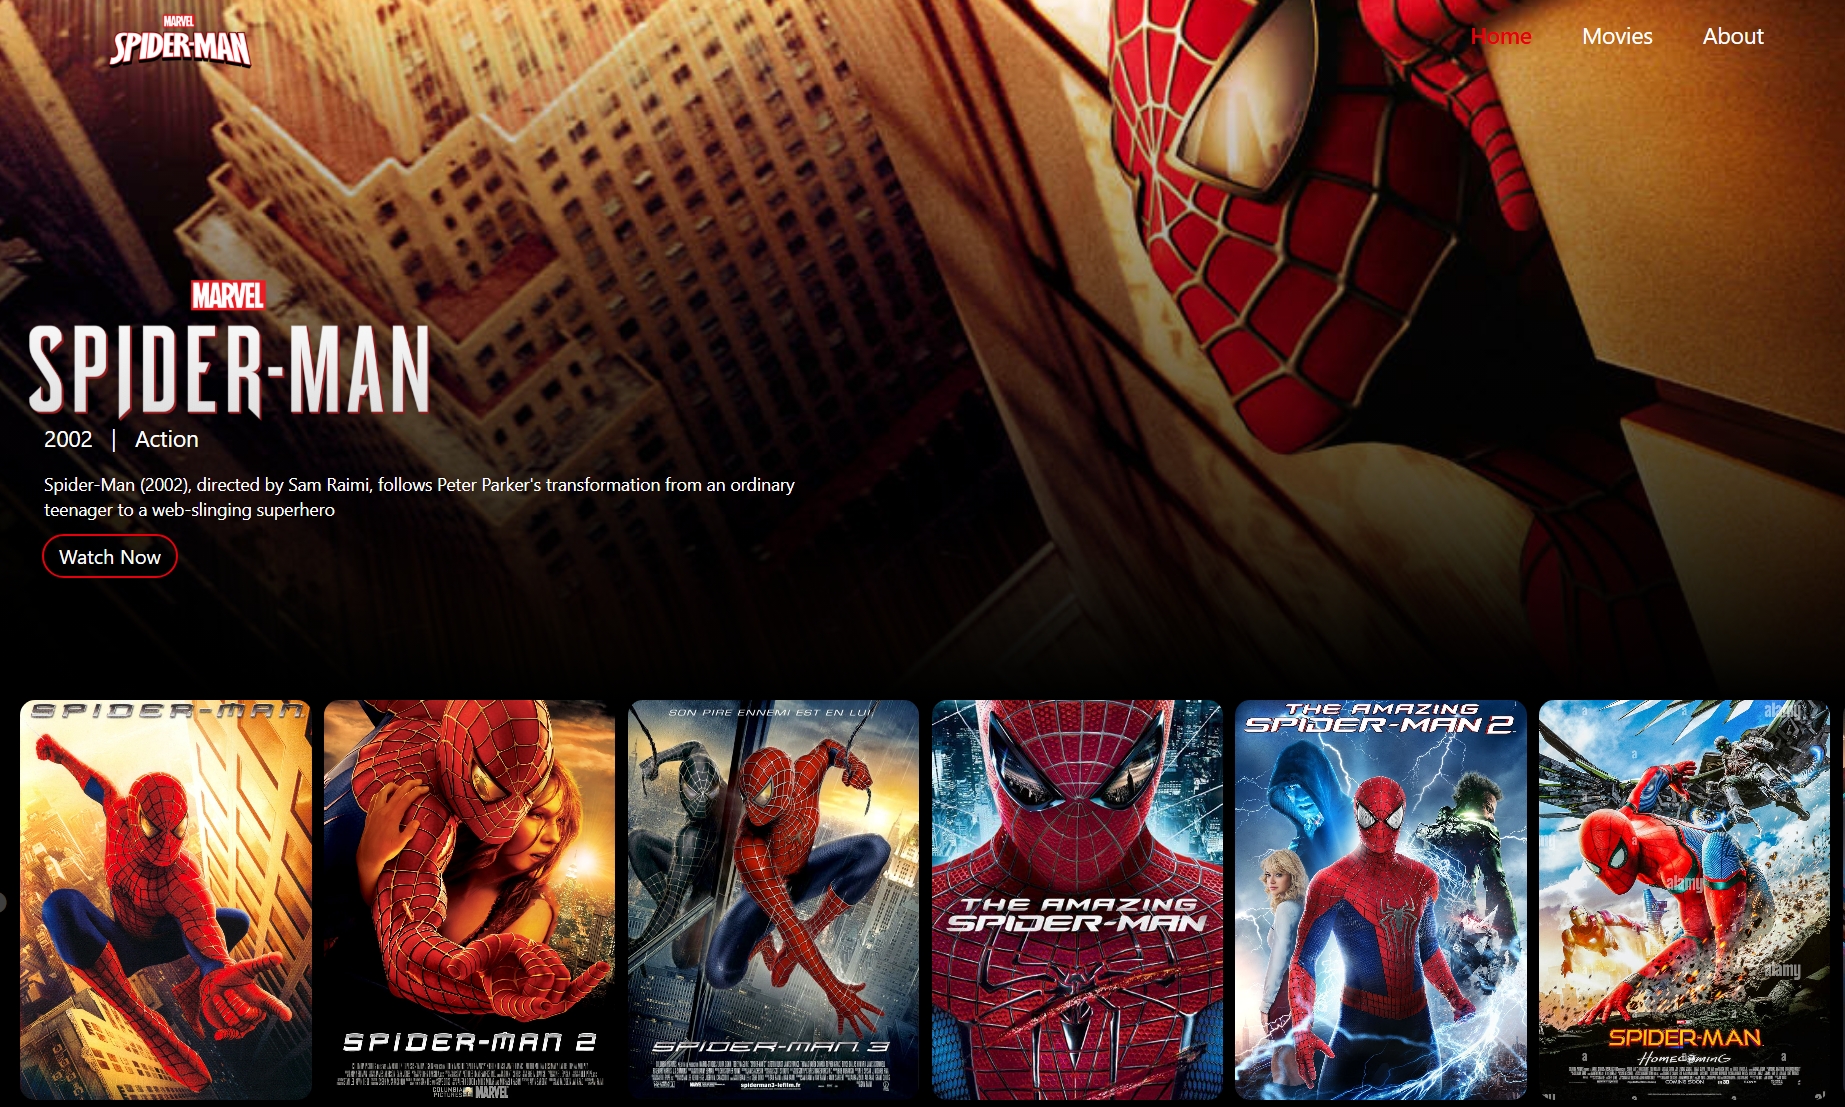 MARVEL
SPIDER-MAN
Home
Movies
About
MARVEL
SPIDER-MAN
2002 | Action
Spider-Man (2002), directed by Sam Raimi, follows Peter Parker's transformation from an ordinary
teenager to a web-slinging superhero
Watch Now
SPIDER-MAN
SPIDER-MAN 2
COLUMBIA
PICTURES
MARVEL
SON PIRE ENNEMI EST EN LUI
SPIDER-MAN 3
spiderman3-lefilm.fr
THE AMAZING
SPIDER-MAN
THE AMAZING
SPIDER-MAN 2
alamy
alamy
alamy
SPIDER-MAN
HOMECOMING
COMING SOON